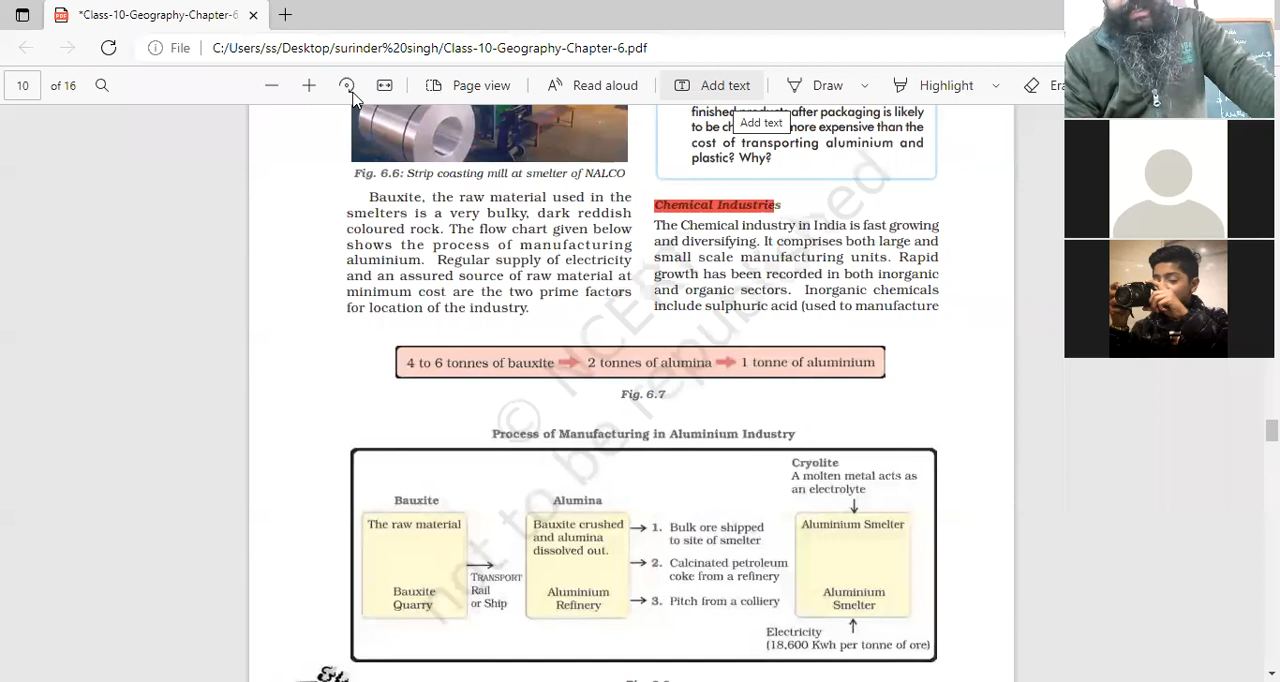 *Class-10-Geography-Chapter-6
File
C:/Users/ss/Desktop/surinder%20singh/Class-10-Geography-Chapter-6.pdf
10 of 16
Page view
Read aloud
Add text
Draw
Highlight
Era
Add text
finished products after packaging is likely
to be ch more expensive than the
cost of transporting aluminium and
plastic? Why?
Fig. 6.6: Strip coasting mill at smelter of NALCO
Bauxite, the raw material used in the
smelters is a very bulky, dark reddish
coloured rock. The flow chart given below
shows the process of manufacturing
aluminium. Regular supply of electricity
and an assured source of raw material at
minimum cost are the two prime factors
for location of the industry.
Chemical Industries
The Chemical industry in India is fast growing
and diversifying. It comprises both large and
small scale manufacturing units. Rapid
growth has been recorded in both inorganic
and organic sectors. Inorganic chemicals
include sulphuric acid (used to manufacture
4 to 6 tonnes of bauxite 2 tonnes of alumina 1 tonne of aluminium
Fig. 6.7
Process of Manufacturing in Aluminium Industry
Bauxite
The raw material
Bauxite
Quarry
TRANSPORT
Rail
or Ship
Alumina
Bauxite crushed
and alumina
dissolved out.
Aluminium
Refinery
1. Bulk ore shipped
to site of smelter
2. Calcinated petroleum
coke from a refinery
3. Pitch from a colliery
Cryolite
A molten metal acts as
an electrolyte
Aluminium Smelter
Aluminium
Smelter
Electricity
(18,600 Kwh per tonne of ore)
© NCERT
not to be republished